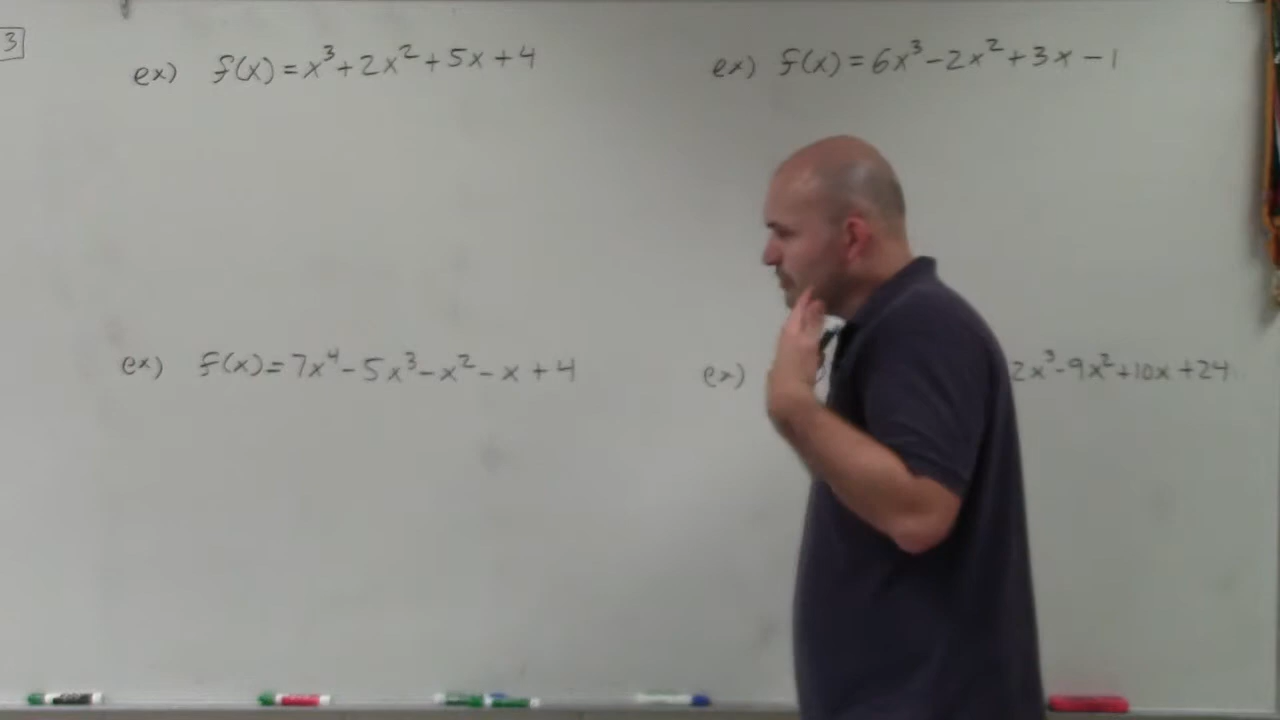 3
ex) f(x) = x³ + 2x² + 5x + 4
ex) f(x) = 6x³ - 2x² + 3x - 1
ex) f(x) = 7x⁴ - 5x³ - x² - x + 4
ex) 2x³ - 9x² + 10x + 24